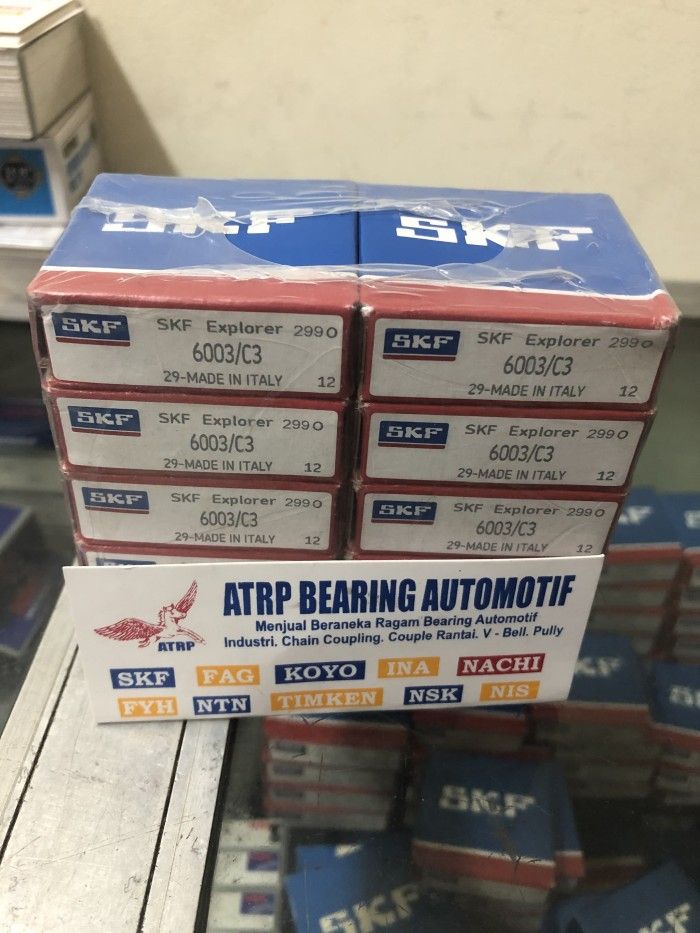 SKF
SKF
SKF SKF Explorer 2990
6003/C3
29-MADE IN ITALY 12
SKF SKF Explorer 2990
6003/C3
29-MADE IN ITALY 12
SKF SKF Explorer 2990
6003/C3
29-MADE IN ITALY 12
SKF SKF Explorer 2990
6003/C3
29-MADE IN ITALY 12
SKF SKF Explorer 2990
6003/C3
29-MADE IN ITALY 12
SKF SKF Explorer 2990
6003/C3
29-MADE IN ITALY 12
ATRP
ATRP BEARING AUTOMOTIF
Menjual Beraneka Ragam Bearing Automotif
Industri. Chain Coupling. Couple Rantai. V - Bell. Pully
SKF FAG KOYO INA NACHI
FYH NTN TIMKEN NSK NIS
SKF
SKF
SKF